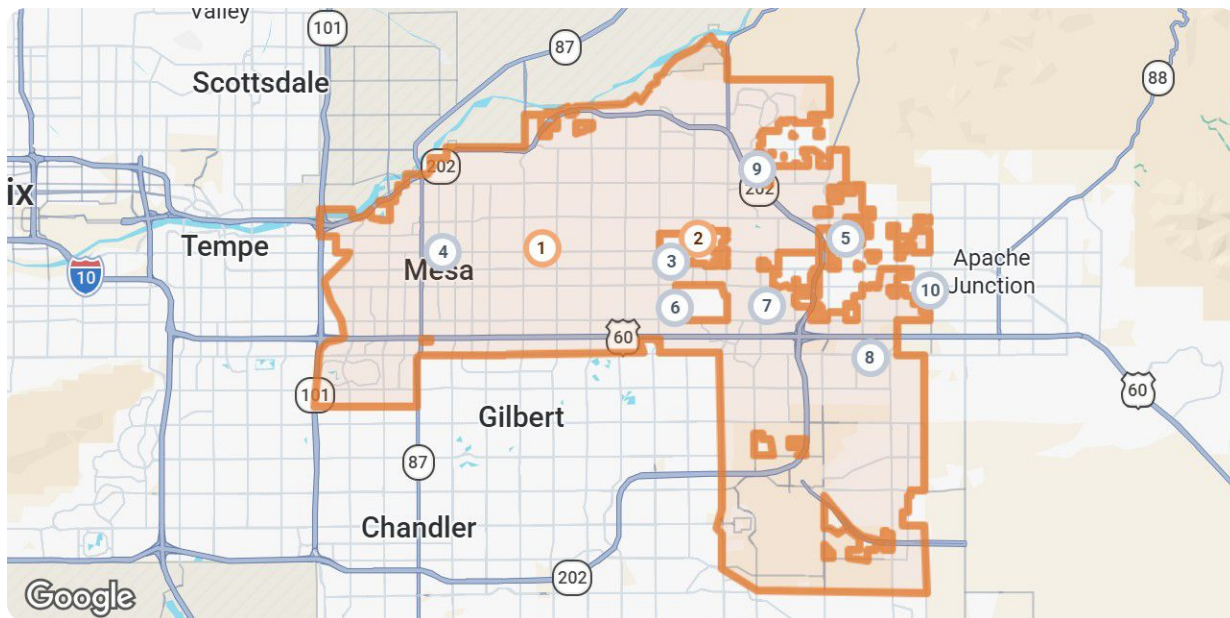 Valley
101
87
88
Scottsdale
202
ix
9
202
Tempe
4
1
2
3
5
10
Mesa
Apache
Junction
10
6
7
60
8
101
60
Gilbert
87
Chandler
202
Google